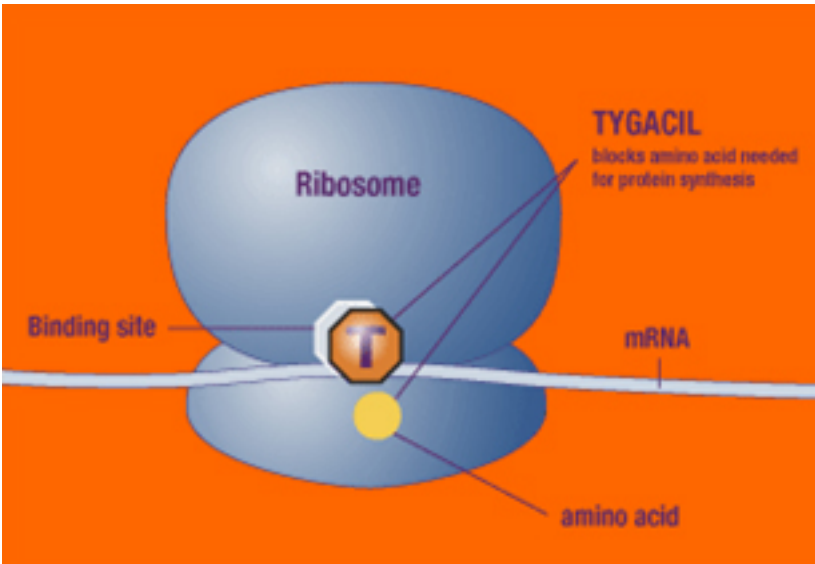 TYGACIL
blocks amino acid needed
for protein synthesis
Ribosome
Binding site
T
mRNA
amino acid